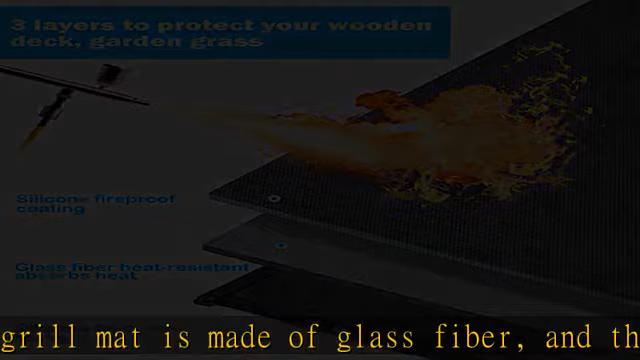 3 layers to protect your wooden
deck, garden grass
Silicone fireproof
coating
Glass fiber heat-resistant
absorbs heat
grill mat is made of glass fiber, and th